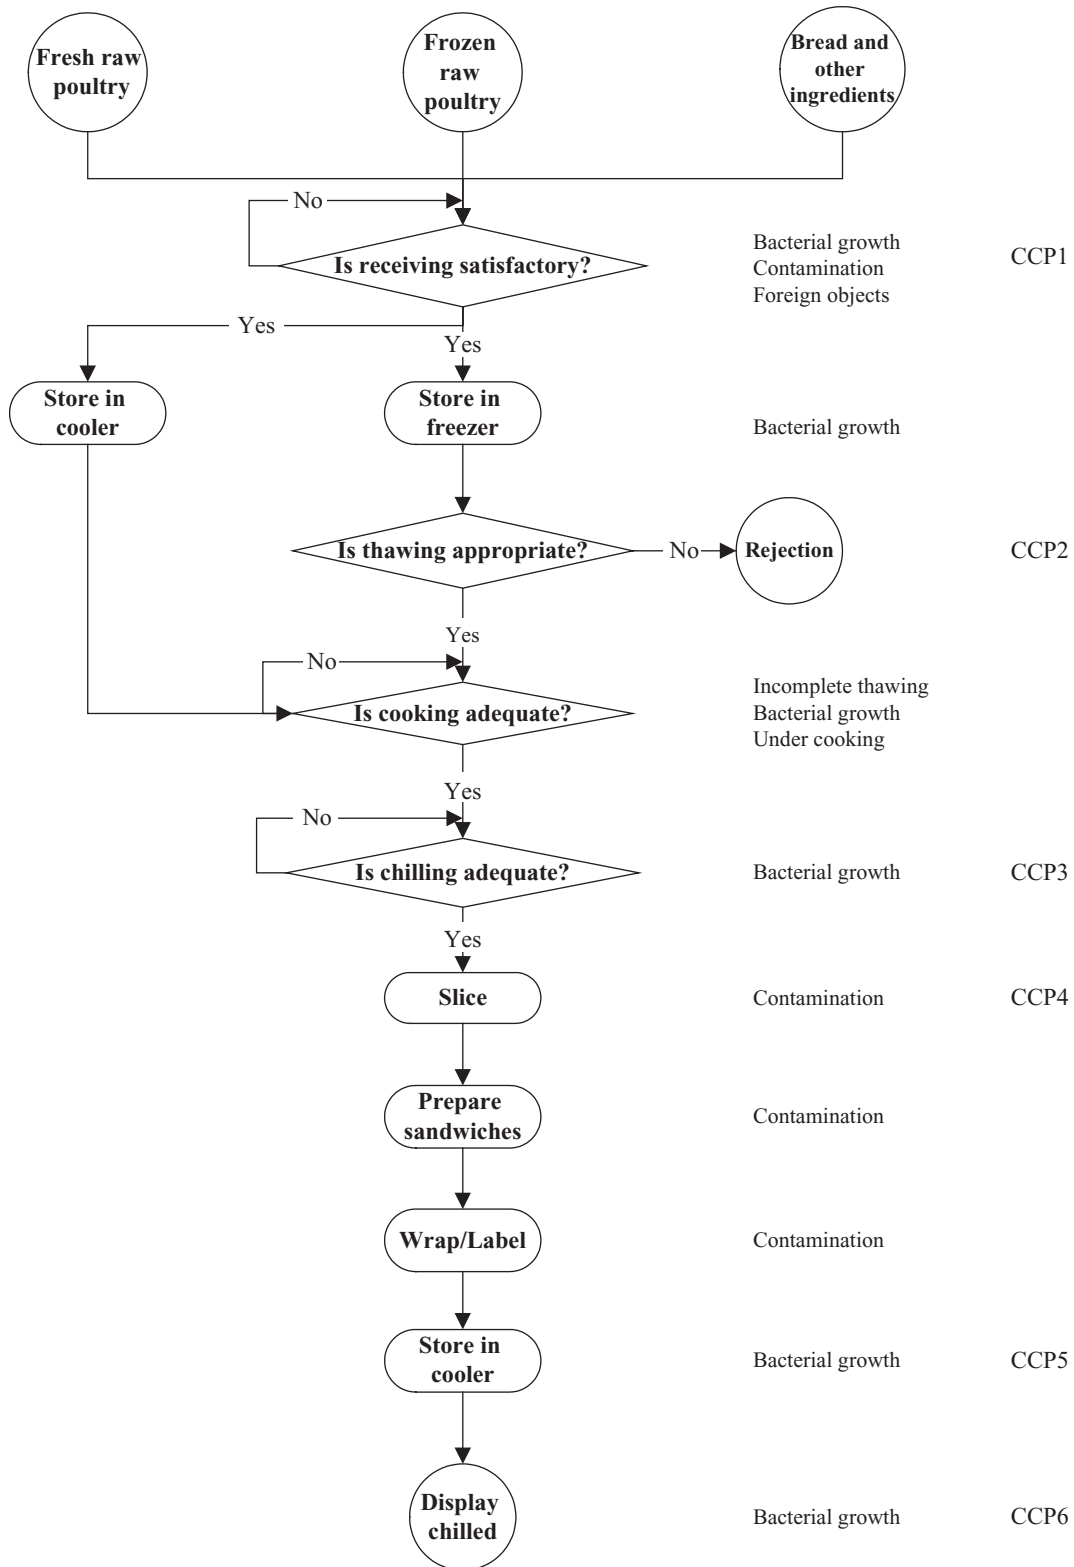 Fresh raw
poultry
Frozen
raw
poultry
Bread and
other
ingredients
No
Is receiving satisfactory?
Bacterial growth
Contamination
Foreign objects
CCP1
Yes
Yes
Store in
cooler
Store in
freezer
Bacterial growth
Is thawing appropriate?
No
Rejection
CCP2
Yes
No
Is cooking adequate?
Incomplete thawing
Bacterial growth
Under cooking
Yes
No
Is chilling adequate?
Bacterial growth
CCP3
Yes
Slice
Contamination
CCP4
Prepare
sandwiches
Contamination
Wrap/Label
Contamination
Store in
cooler
Bacterial growth
CCP5
Display
chilled
Bacterial growth
CCP6